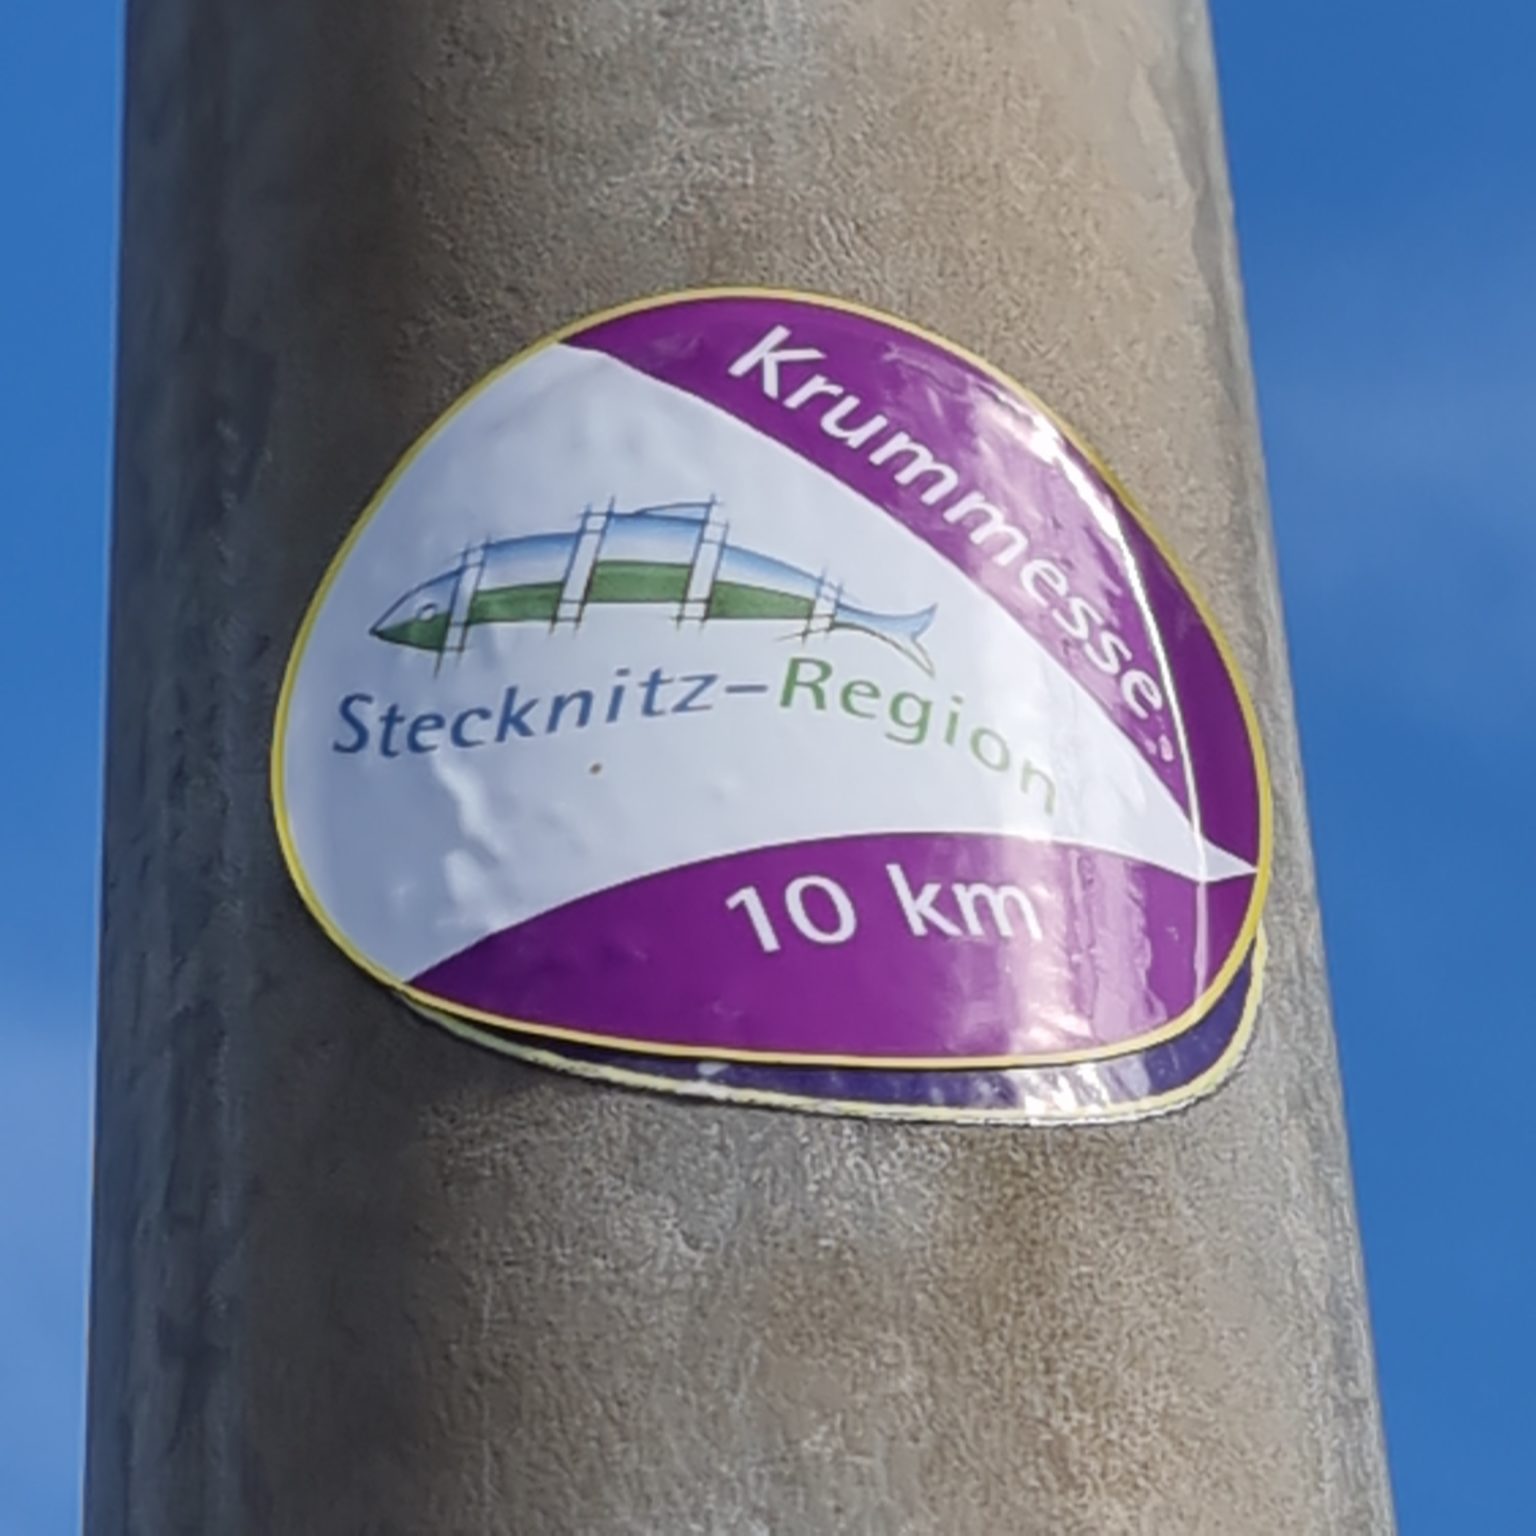 Krummesse
Stecknitz-Region
10 km